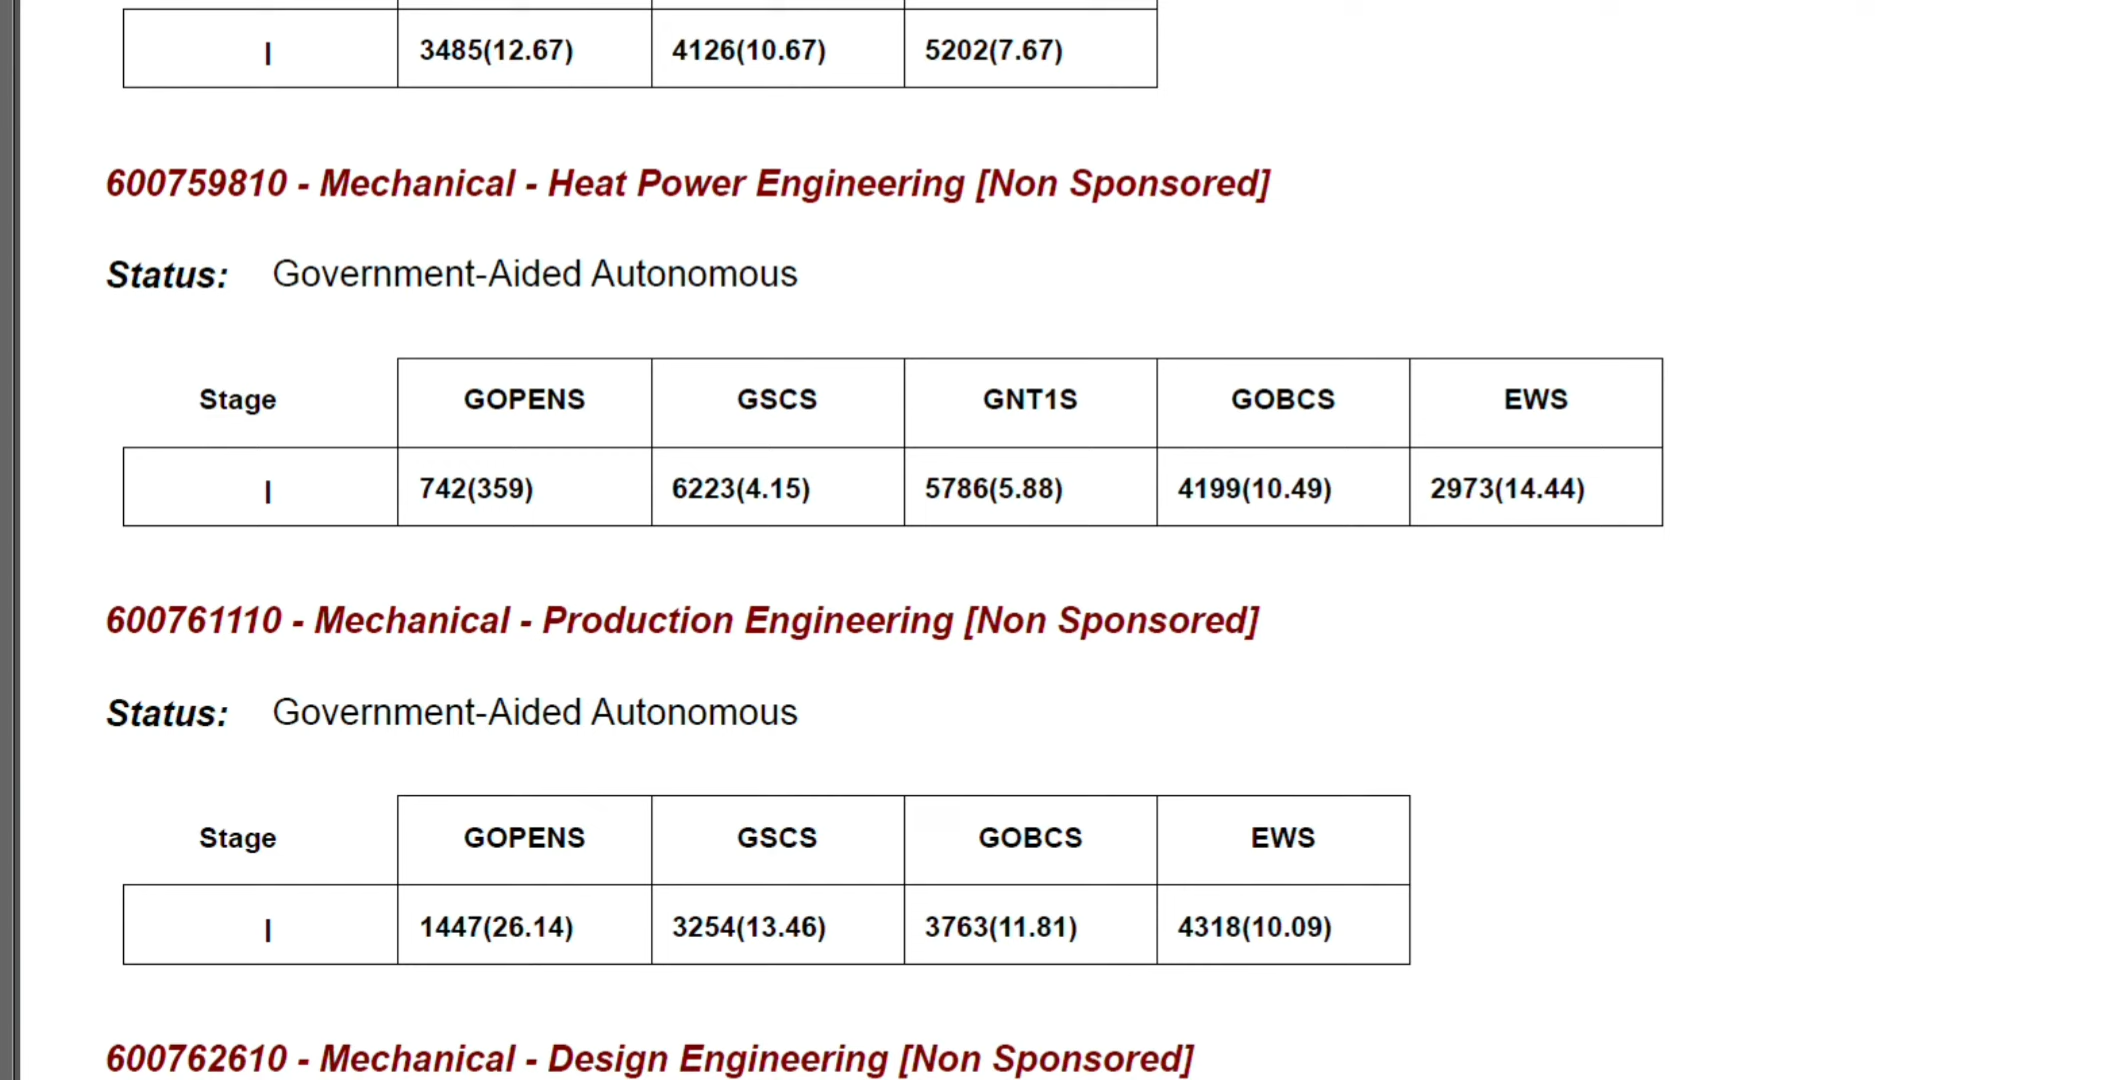 I 3485(12.67) 4126(10.67) 5202(7.67)
600759810 - Mechanical - Heat Power Engineering [Non Sponsored]
Status: Government-Aided Autonomous
Stage GOPENS GSCS GNT1S GOBCS EWS
I 742(359) 6223(4.15) 5786(5.88) 4199(10.49) 2973(14.44)
600761110 - Mechanical - Production Engineering [Non Sponsored]
Status: Government-Aided Autonomous
Stage GOPENS GSCS GOBCS EWS
I 1447(26.14) 3254(13.46) 3763(11.81) 4318(10.09)
600762610 - Mechanical - Design Engineering [Non Sponsored]